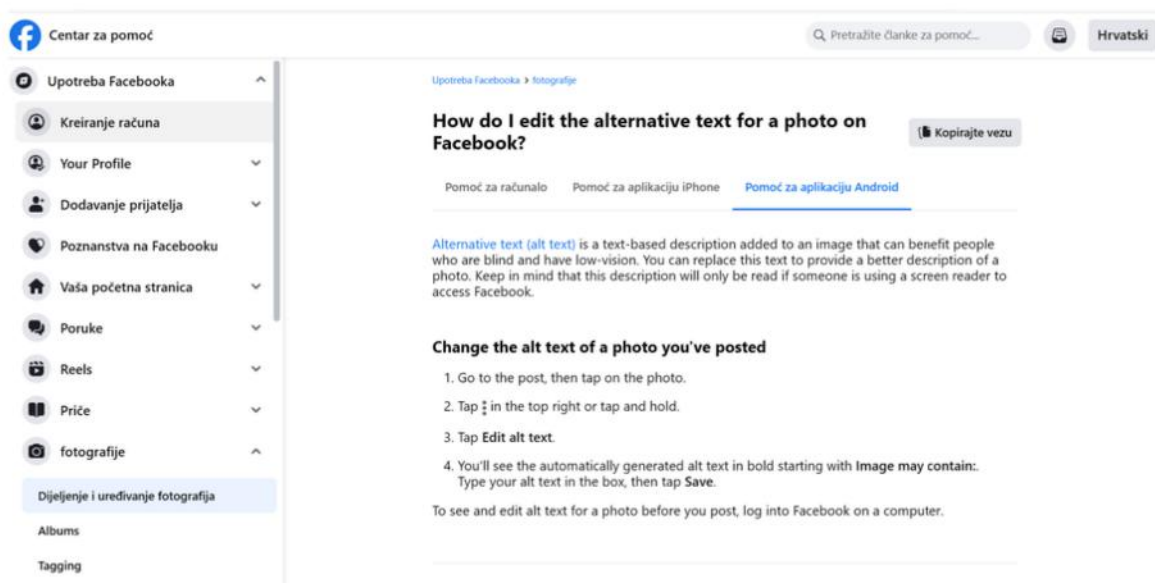 Centar za pomoć
Pretražite članke za pomoć...
Hrvatski
Upotreba Facebooka
Kreiranje računa
Your Profile
Dodavanje prijatelja
Poznanstva na Facebooku
Vaša početna stranica
Poruke
Reels
Priče
fotografije
Dijeljenje i uređivanje fotografija
Albums
Tagging
Upotreba Facebooka > fotografije
How do I edit the alternative text for a photo on
Facebook?
Kopirajte vezu
Pomoć za računalo Pomoć za aplikaciju iPhone Pomoć za aplikaciju Android
Alternative text (alt text) is a text-based description added to an image that can benefit people
who are blind and have low-vision. You can replace this text to provide a better description of a
photo. Keep in mind that this description will only be read if someone is using a screen reader to
access Facebook.
Change the alt text of a photo you've posted
1. Go to the post, then tap on the photo.
2. Tap ⋮ in the top right or tap and hold.
3. Tap Edit alt text.
4. You'll see the automatically generated alt text in bold starting with Image may contain:.
Type your alt text in the box, then tap Save.
To see and edit alt text for a photo before you post, log into Facebook on a computer.